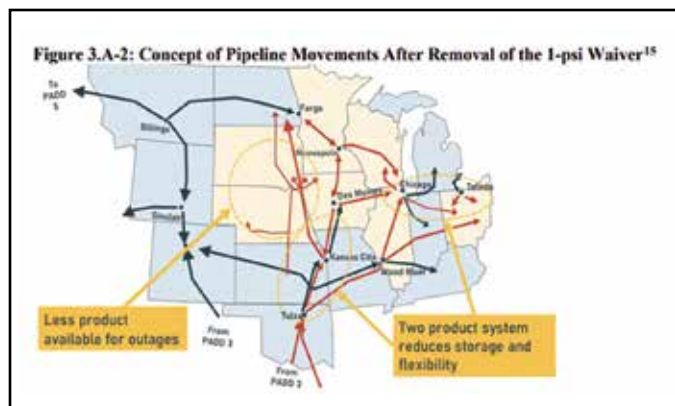 Figure 3.A-2: Concept of Pipeline Movements After Removal of the 1-psi Waiver¹⁵
To
PADD
5
Fargo
Billings
Minneapolis
Des Moines
Chicago
Toledo
Sinclair
Kansas City
Wood River
Less product
available for outages
Tulsa
Two product system
reduces storage and
flexibility
From
PADD 3
From
PADD 3